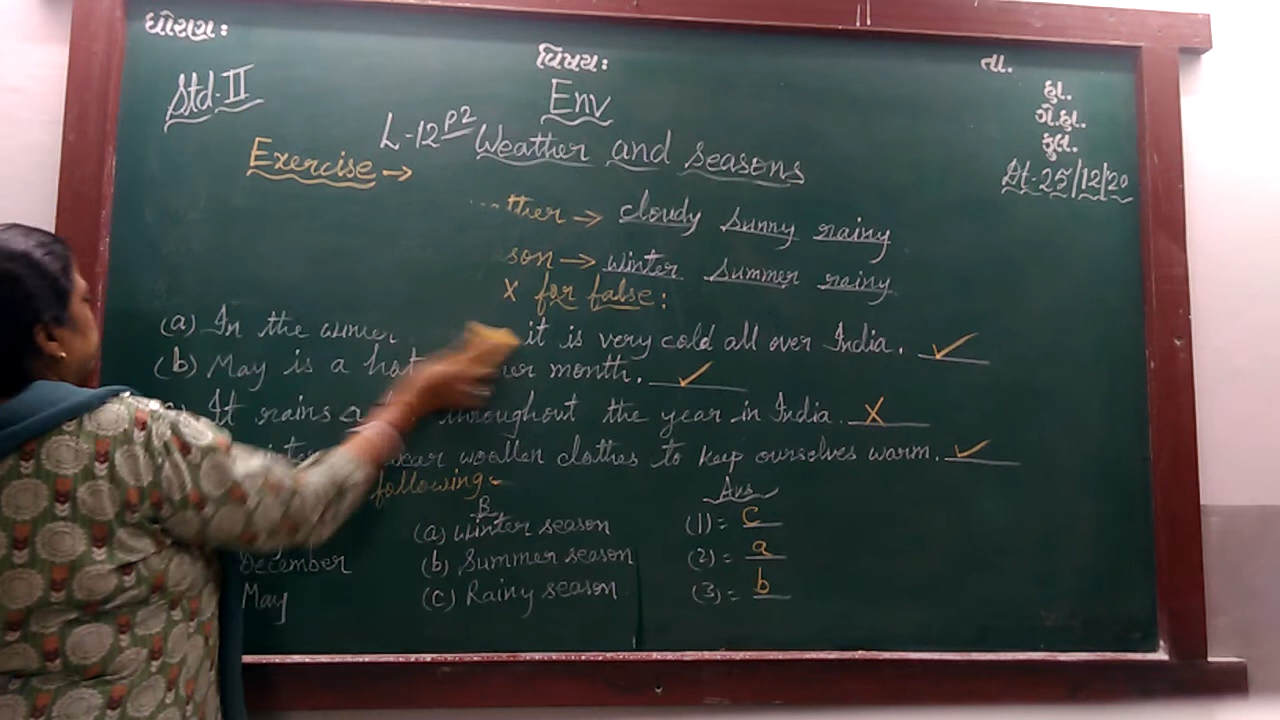 ધોરણ: વિષય: તા.
Std-II Env હા.
ગે.હા.
કુલ.
L-12 P2 Weather and seasons
Exercise → Dt-25/12/20
→ cloudy sunny rainy
→ winter summer rainy
X for false:
(a) In the it is very cold all over India. ✓
(b) May is a hot month. ✓
It rains throughout the year in India. X
woollen clothes to keep ourselves warm. ✓
following-
B Ans
(a) Winter season (1) = c
December (b) Summer season (2) = a
May (c) Rainy season (3) = b